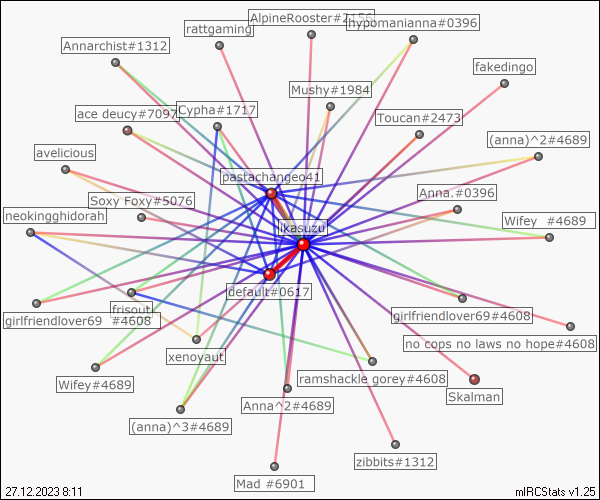 AlpineRooster#2156
hypomanianna#0396
rattgaming
Annarchist#1312
fakedingo
Mushy#1984
Cypha#1717
ace deucy#7097
Toucan#2473
(anna)^2#4689
avelicious
pastachangeo41
Anna.#0396
Soxy Foxy#5076
neokingghidorah
Wifey #4689
likasuzu
default#0617
frisout
girlfriendlover69 #4608
girlfriendlover69#4608
no cops no laws no hope#4608
xenoyaut
ramshackle gorey#4608
Wifey#4689
Skalman
Anna^2#4689
(anna)^3#4689
zibbits#1312
Mad #6901
27.12.2023 8:11
mIRCStats v1.25